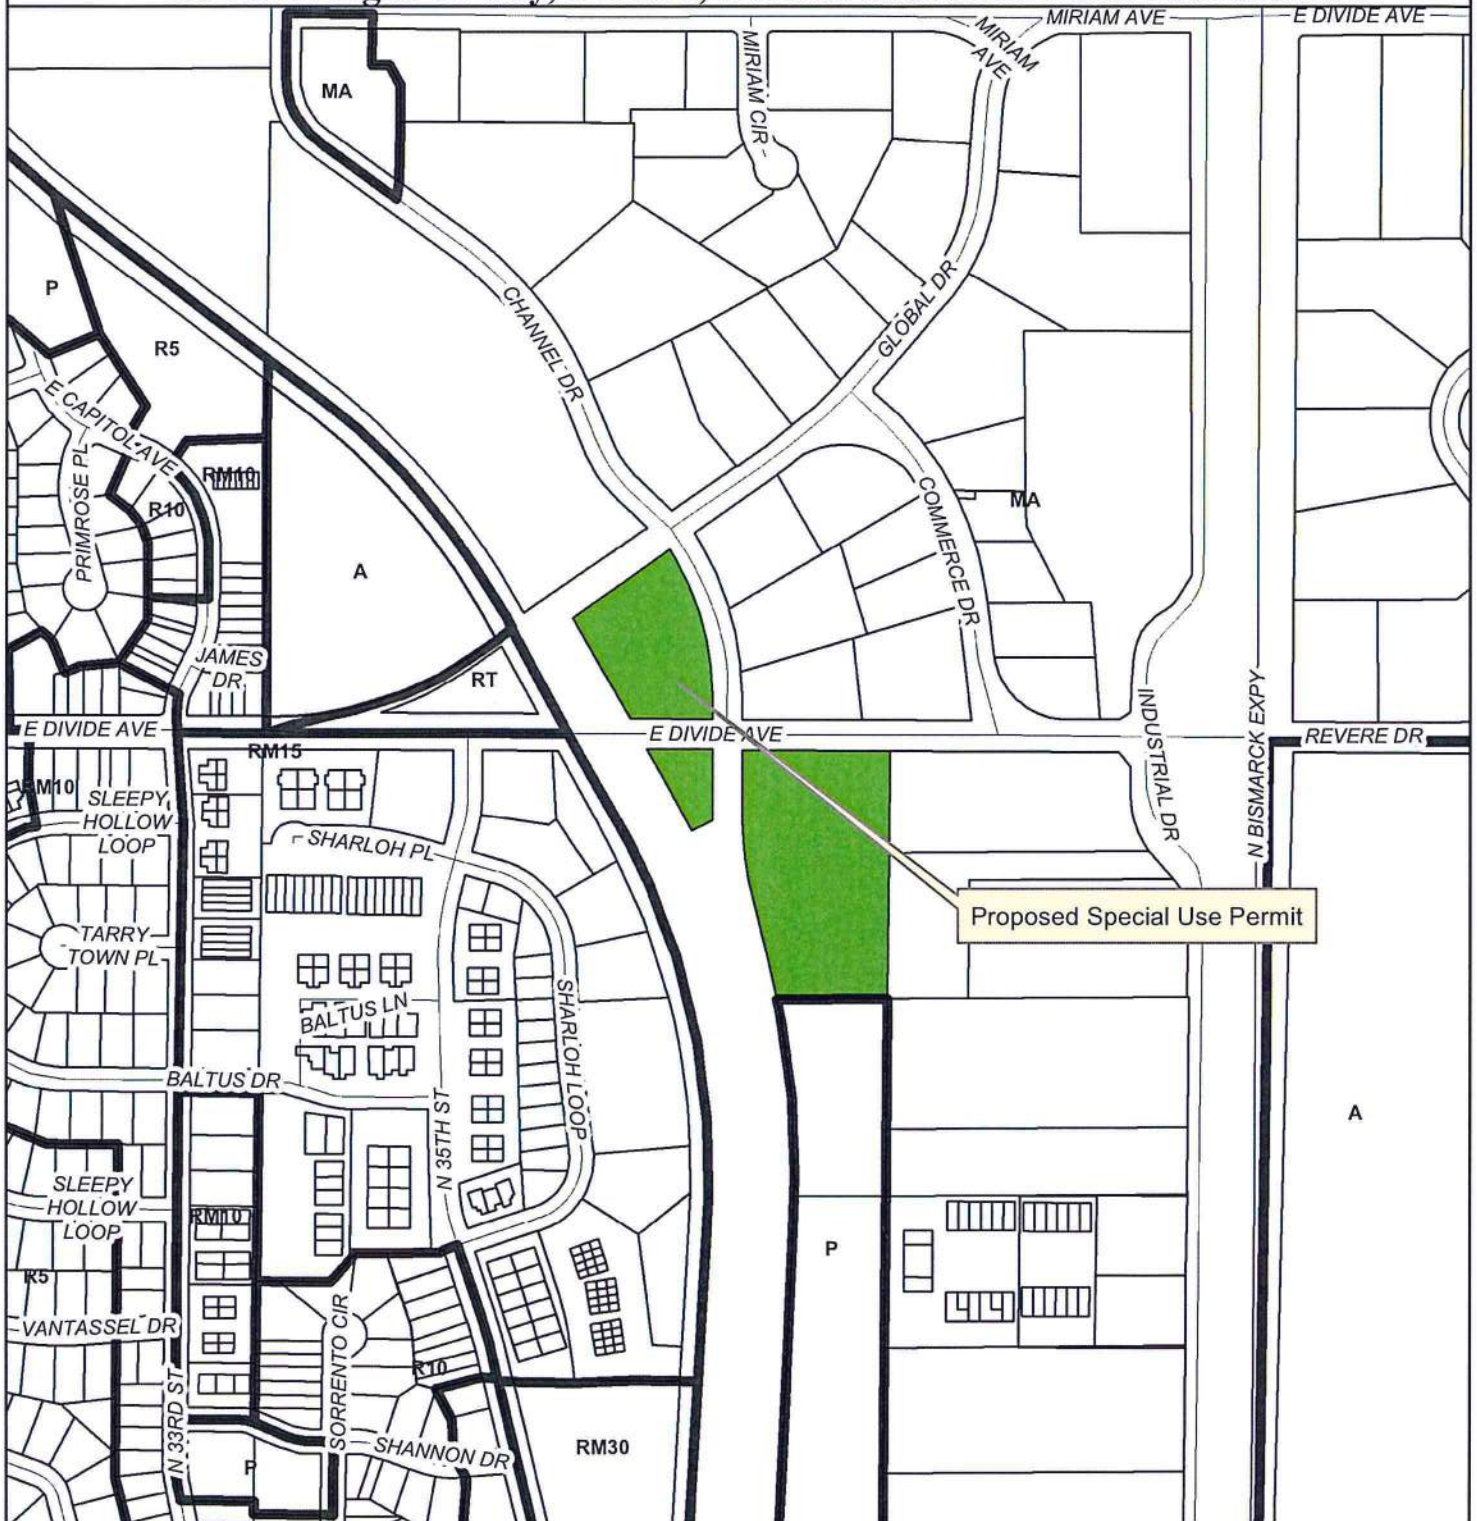 MIRIAM AVE
E DIVIDE AVE
MIRIAM
AVE
MIRIAM CIR
MA
P
R5
CHANNEL DR
GLOBAL DR
E CAPITOL AVE
PRIMROSE PL
RM10
R10
COMMERCE DR
MA
A
JAMES
DR
RT
E DIVIDE AVE
E DIVIDE AVE
INDUSTRIAL DR
N BISMARCK EXPY
REVERE DR
RM15
RM10
SLEEPY
HOLLOW
LOOP
SHARLOH PL
Proposed Special Use Permit
TARRY
TOWN PL
BALTUS LN
SHARLOH LOOP
BALTUS DR
N 35TH ST
A
SLEEPY
HOLLOW
LOOP
RM10
P
R5
VANTASSEL DR
SORRENTO CIR
R10
N 33RD ST
SHANNON DR
RM30
P